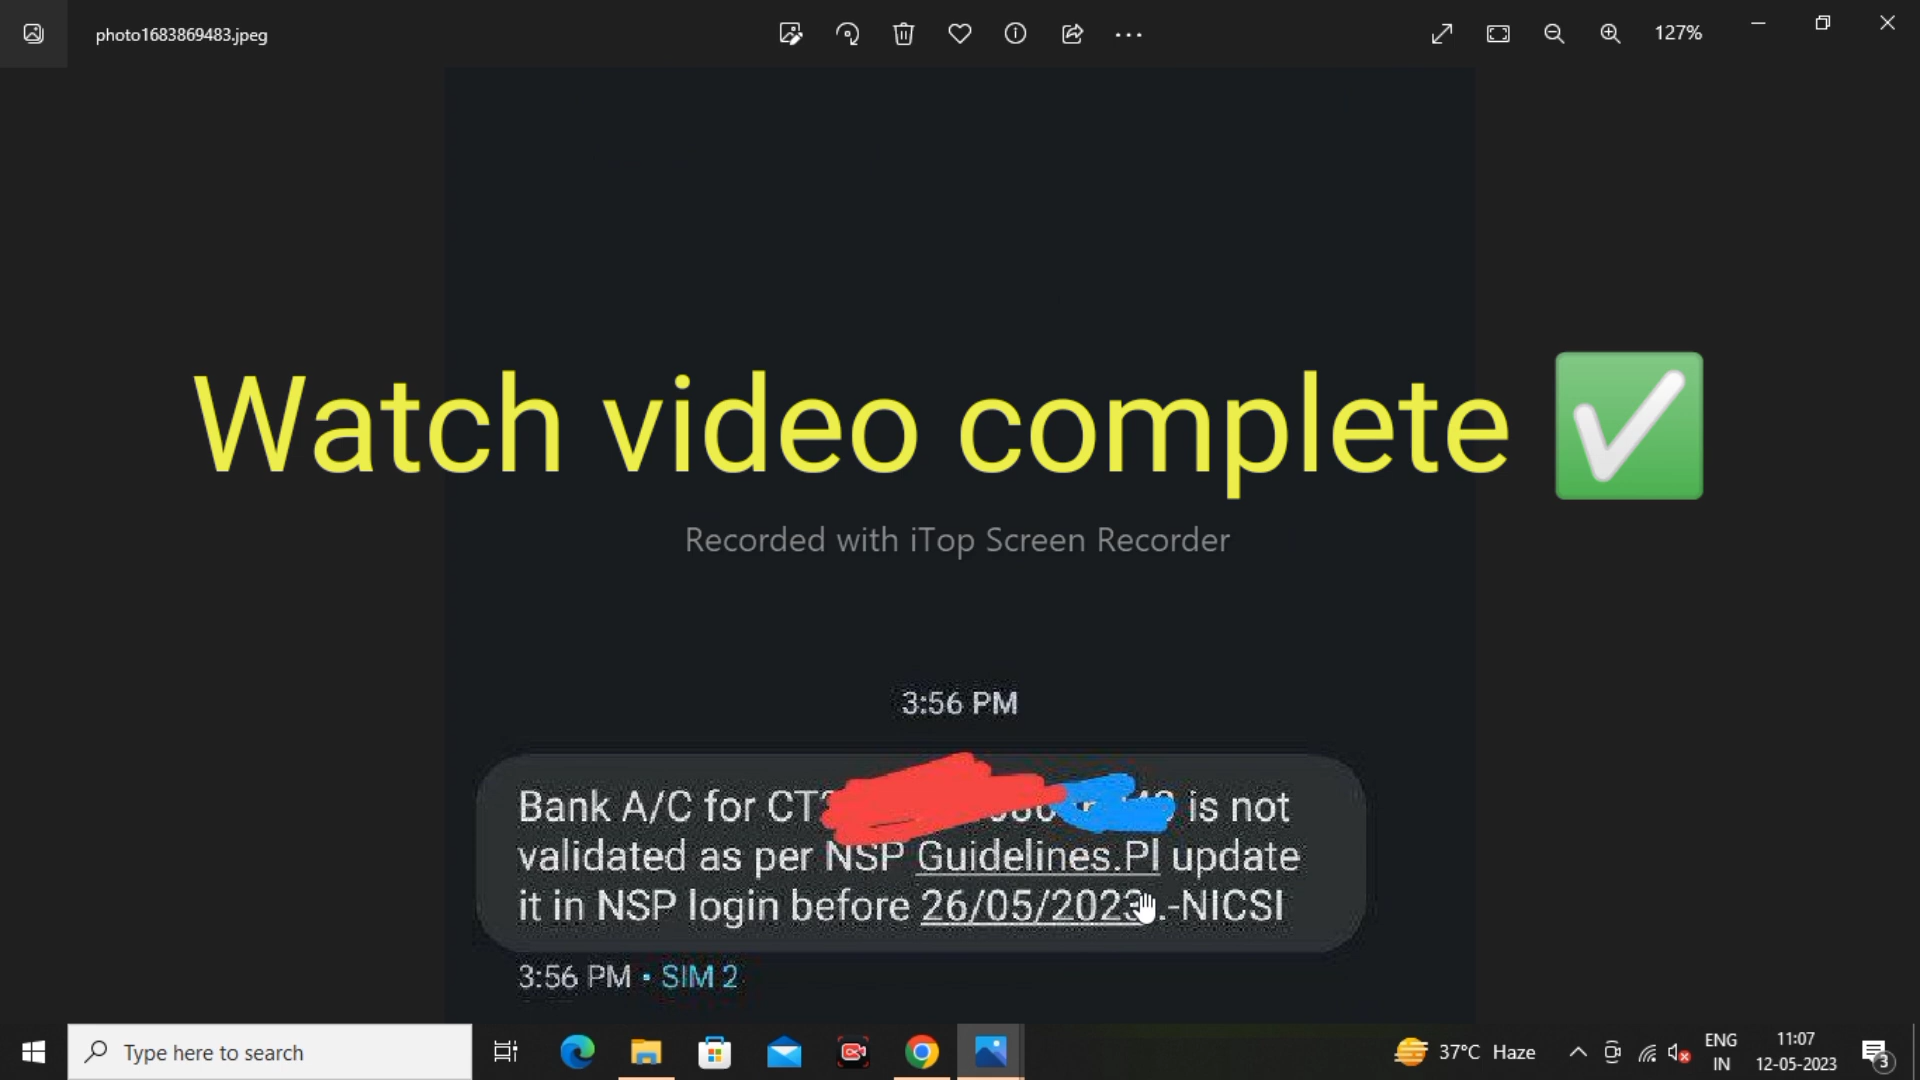 photo1683869483.jpeg
127%
Watch video complete ✅
Recorded with iTop Screen Recorder
3:56 PM
Bank A/C for is not
validated as per NSP Guidelines.Pl update
it in NSP login before 26/05/2023 .-NICSI
3:56 PM • SIM 2
Type here to search
37°C Haze
ENG
IN
11:07
12-05-2023
3